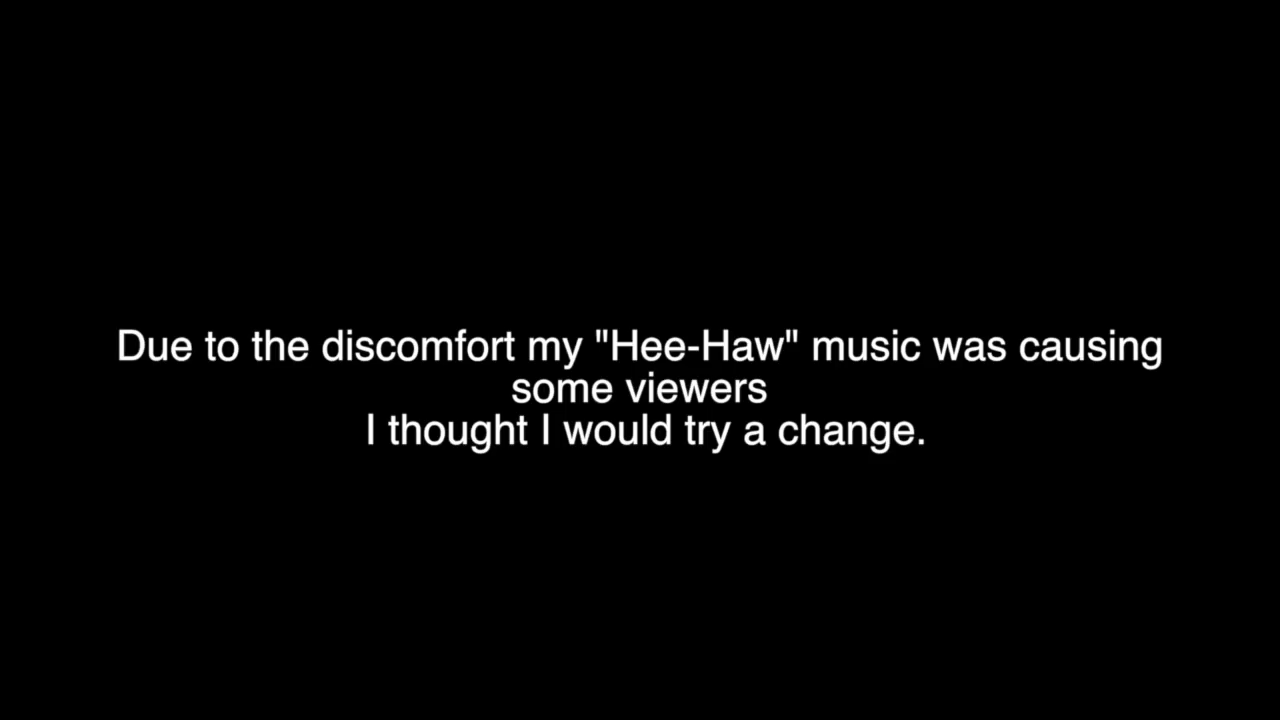 Due to the discomfort my "Hee-Haw" music was causing
some viewers
I thought I would try a change.